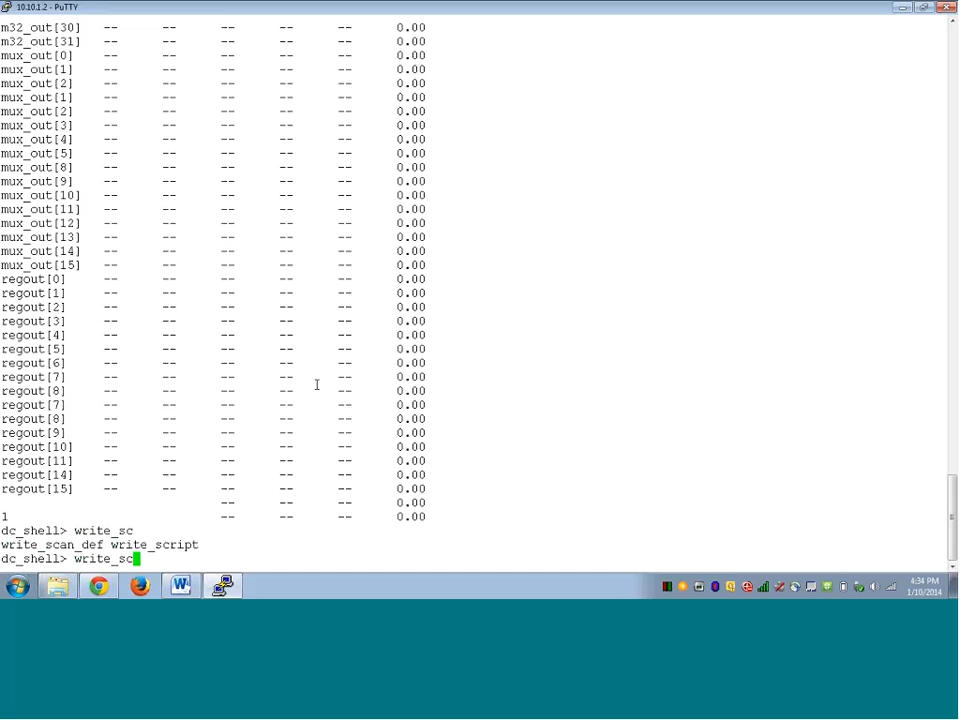 10.10.1.2 - PuTTY
m32_out[30] -- -- -- -- -- 0.00
m32_out[31] -- -- -- -- -- 0.00
mux_out[0] -- -- -- -- -- 0.00
mux_out[1] -- -- -- -- -- 0.00
mux_out[2] -- -- -- -- -- 0.00
mux_out[1] -- -- -- -- -- 0.00
mux_out[2] -- -- -- -- -- 0.00
mux_out[3] -- -- -- -- -- 0.00
mux_out[4] -- -- -- -- -- 0.00
mux_out[5] -- -- -- -- -- 0.00
mux_out[8] -- -- -- -- -- 0.00
mux_out[9] -- -- -- -- -- 0.00
mux_out[10] -- -- -- -- -- 0.00
mux_out[11] -- -- -- -- -- 0.00
mux_out[12] -- -- -- -- -- 0.00
mux_out[13] -- -- -- -- -- 0.00
mux_out[14] -- -- -- -- -- 0.00
mux_out[15] -- -- -- -- -- 0.00
regout[0] -- -- -- -- -- 0.00
regout[1] -- -- -- -- -- 0.00
regout[2] -- -- -- -- -- 0.00
regout[3] -- -- -- -- -- 0.00
regout[4] -- -- -- -- -- 0.00
regout[5] -- -- -- -- -- 0.00
regout[6] -- -- -- -- -- 0.00
regout[7] -- -- -- -- -- 0.00
regout[8] -- -- -- -- -- 0.00
regout[7] -- -- -- -- -- 0.00
regout[8] -- -- -- -- -- 0.00
regout[9] -- -- -- -- -- 0.00
regout[10] -- -- -- -- -- 0.00
regout[11] -- -- -- -- -- 0.00
regout[14] -- -- -- -- -- 0.00
regout[15] -- -- -- -- -- 0.00
-- -- -- 0.00
1 -- -- -- 0.00
dc_shell> write_sc
write_scan_def write_script
dc_shell> write_sc
4:34 PM
1/10/2014